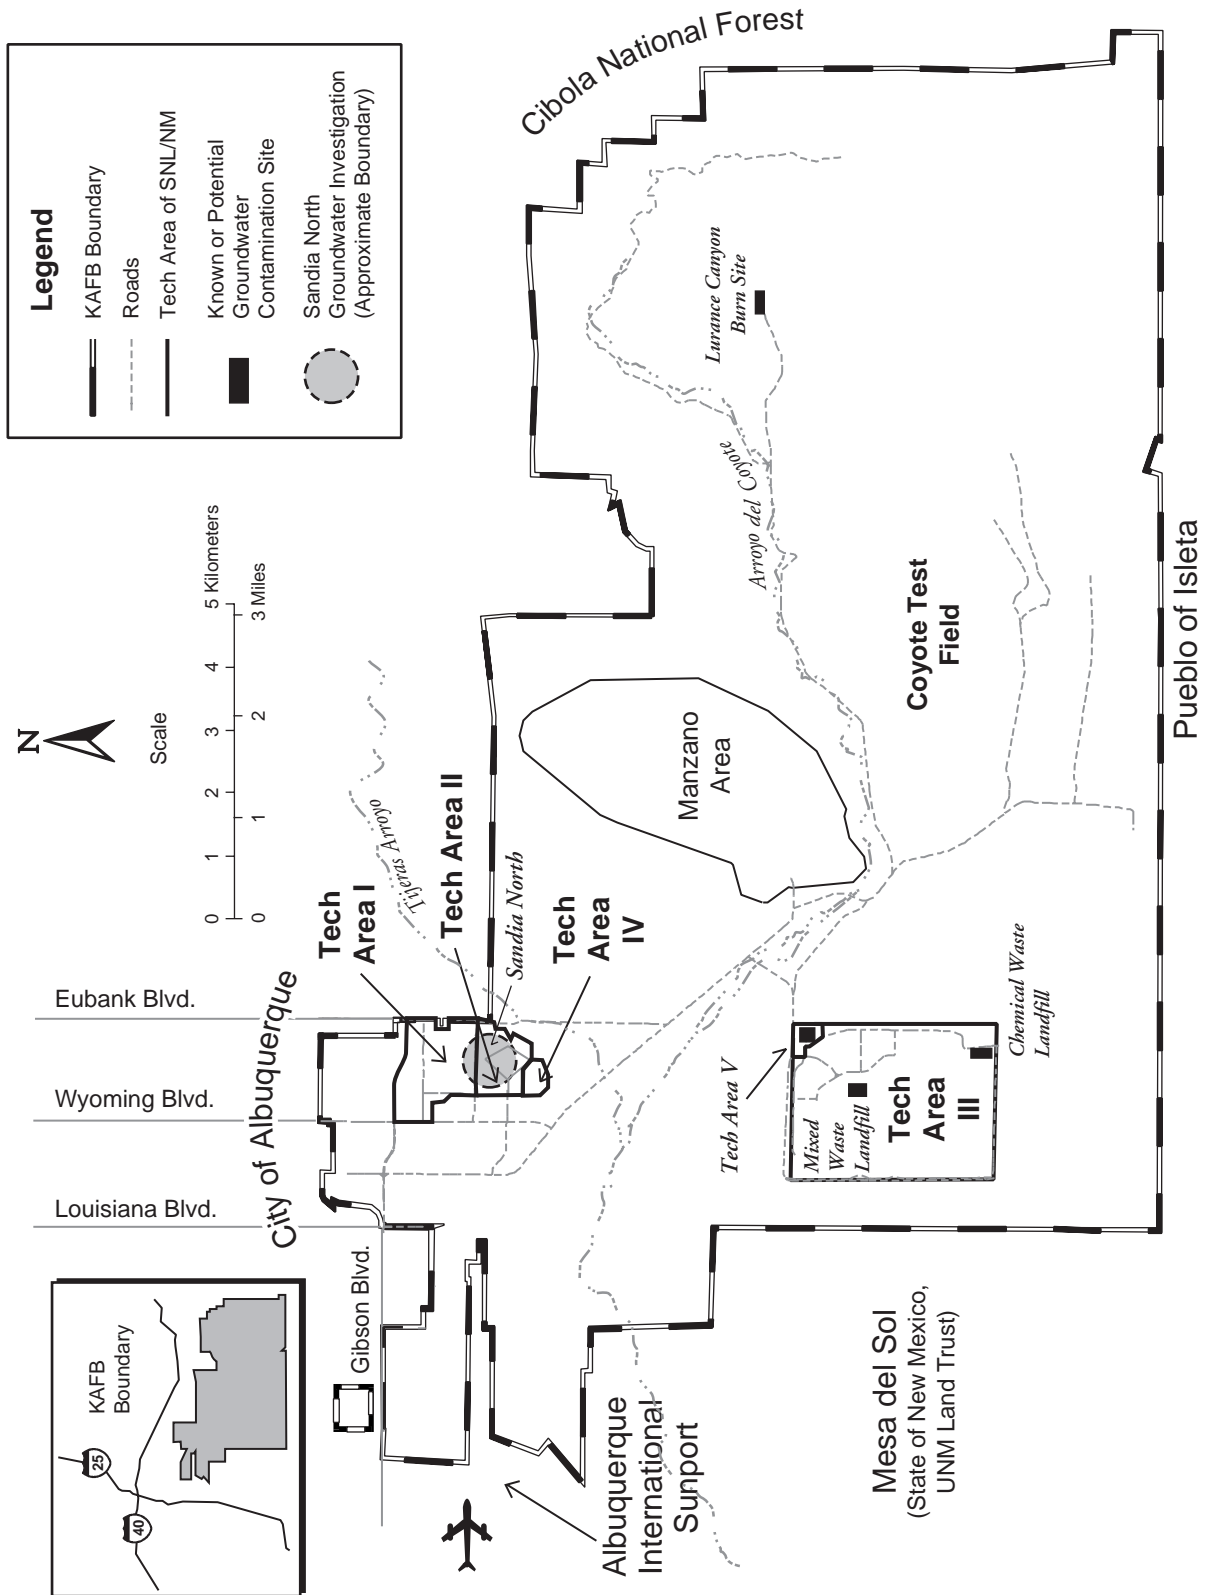 KAFB
Boundary
25
40
Gibson Blvd.
Louisiana Blvd.
Wyoming Blvd.
Eubank Blvd.
City of Albuquerque
N
Scale
0 1 2 3 4 5 Kilometers
0 1 2 3 Miles
Legend
KAFB Boundary
Roads
Tech Area of SNL/NM
Known or Potential
Groundwater
Contamination Site
Sandia North
Groundwater Investigation
(Approximate Boundary)
Cibola National Forest
Tijeras Arroyo
Tech
Area I
Tech Area II
Sandia North
Tech
Area
IV
Manzano
Area
Arroyo del Coyote
Lurance Canyon
Burn Site
Coyote Test
Field
Albuquerque
International
Sunport
Tech Area V
Mixed
Waste
Landfill
Tech
Area
III
Chemical Waste
Landfill
Mesa del Sol
(State of New Mexico,
UNM Land Trust)
Pueblo of Isleta